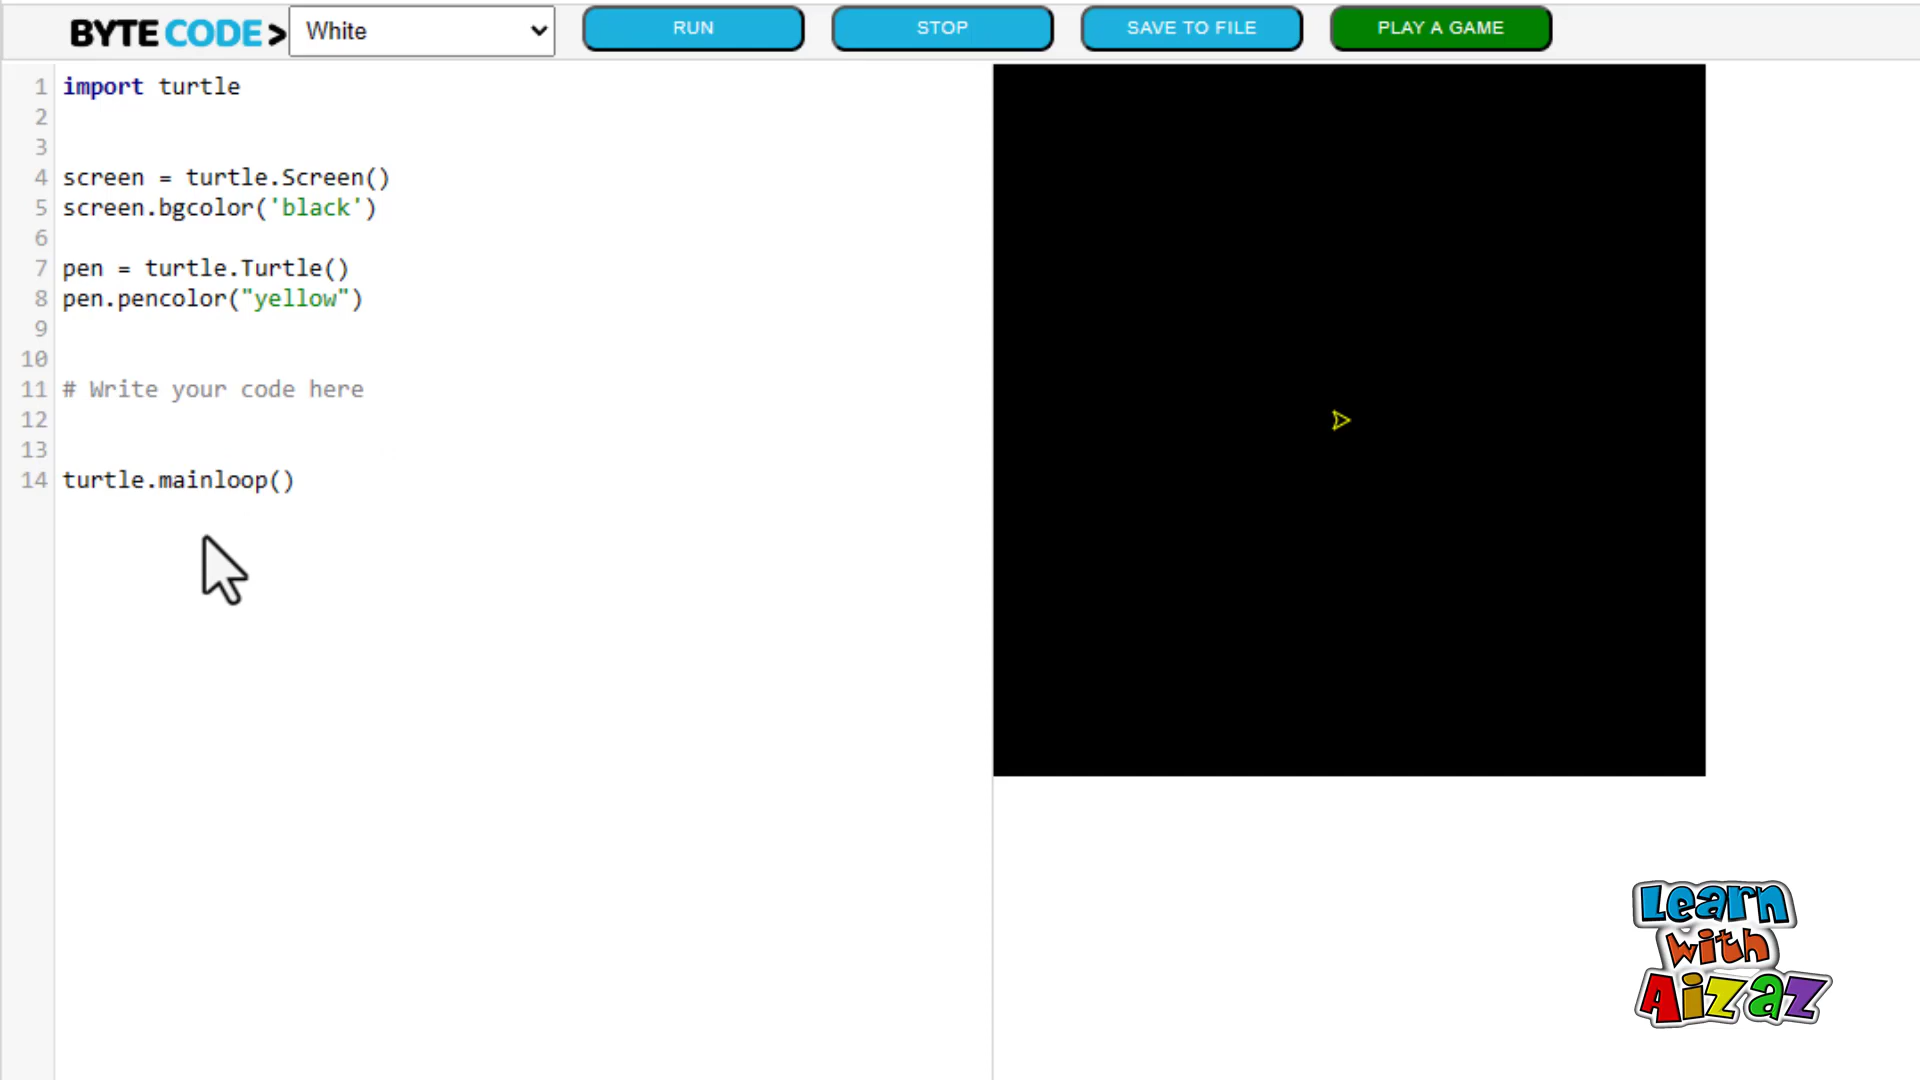 BYTE CODE> White RUN STOP SAVE TO FILE PLAY A GAME
1 import turtle
2
3
4 screen = turtle.Screen()
5 screen.bgcolor('black')
6
7 pen = turtle.Turtle()
8 pen.pencolor("yellow")
9
10
11 # Write your code here
12
13
14 turtle.mainloop()
Learn
with
Aizaz